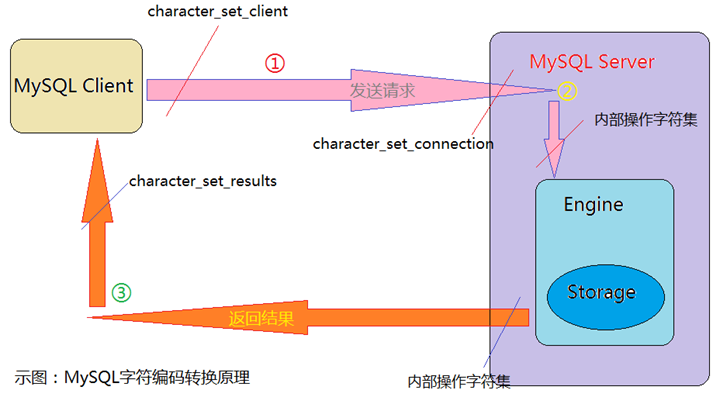 character_set_client
MySQL Client
①
发送请求
MySQL Server
②
character_set_connection
内部操作字符集
character_set_results
Engine
Storage
③
返回结果
内部操作字符集
示图：MySQL字符编码转换原理